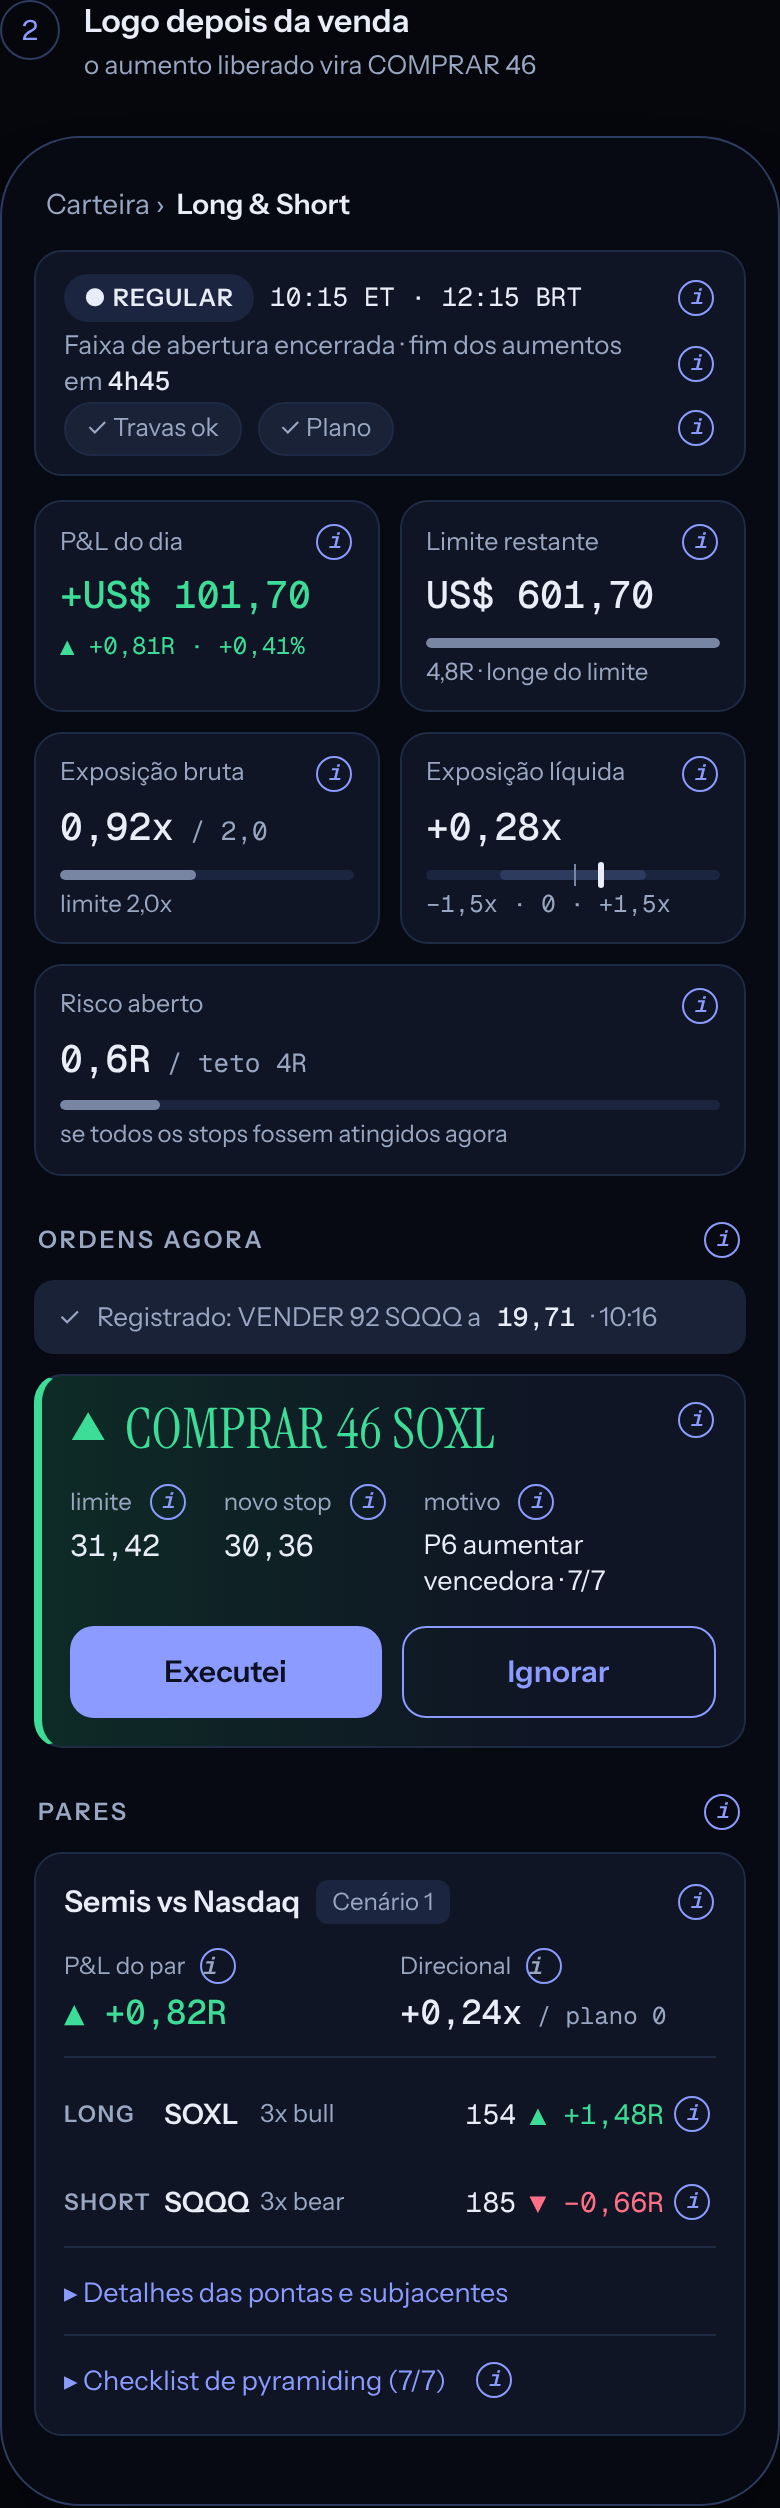 2
Logo depois da venda
o aumento liberado vira COMPRAR 46
Carteira › Long & Short
● REGULAR 10:15 ET · 12:15 BRT i
Faixa de abertura encerrada · fim dos aumentos
em 4h45 i
✓ Travas ok ✓ Plano i
P&L do dia i
+US$ 101,70
▲ +0,81R · +0,41%
Limite restante i
US$ 601,70
4,8R · longe do limite
Exposição bruta i
0,92x / 2,0
limite 2,0x
Exposição líquida i
+0,28x
−1,5x · 0 · +1,5x
Risco aberto i
0,6R / teto 4R
se todos os stops fossem atingidos agora
ORDENS AGORA i
✓ Registrado: VENDER 92 SQQQ a 19,71 · 10:16
▲ COMPRAR 46 SOXL i
limite i novo stop i motivo i
31,42 30,36 P6 aumentar
vencedora · 7/7
Executei Ignorar
PARES i
Semis vs Nasdaq Cenário 1 i
P&L do par i Direcional i
▲ +0,82R +0,24x / plano 0
LONG SOXL 3x bull 154 ▲ +1,48R i
SHORT SQQQ 3x bear 185 ▼ −0,66R i
▸ Detalhes das pontas e subjacentes
▸ Checklist de pyramiding (7/7) i